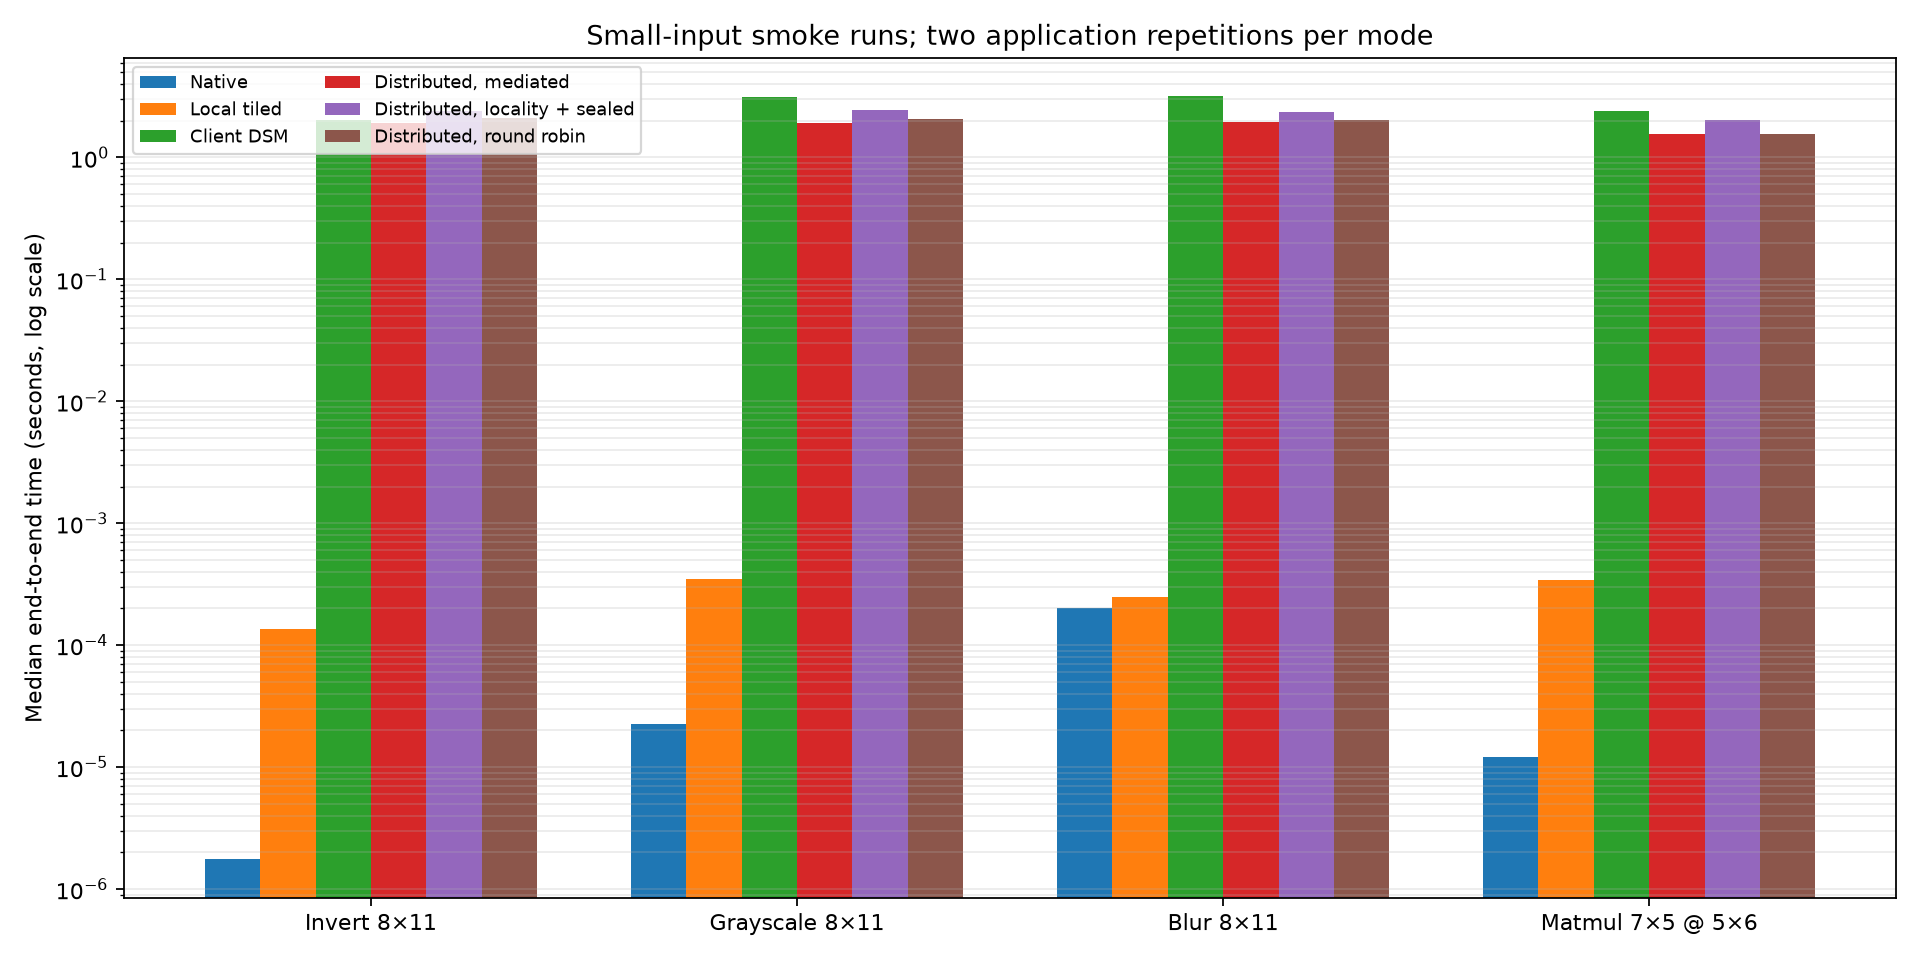 Small-input smoke runs; two application repetitions per mode
Native
Local tiled
Client DSM
Distributed, mediated
Distributed, locality + sealed
Distributed, round robin
Median end-to-end time (seconds, log scale)
10⁰
10⁻¹
10⁻²
10⁻³
10⁻⁴
10⁻⁵
10⁻⁶
Invert 8×11
Grayscale 8×11
Blur 8×11
Matmul 7×5 @ 5×6